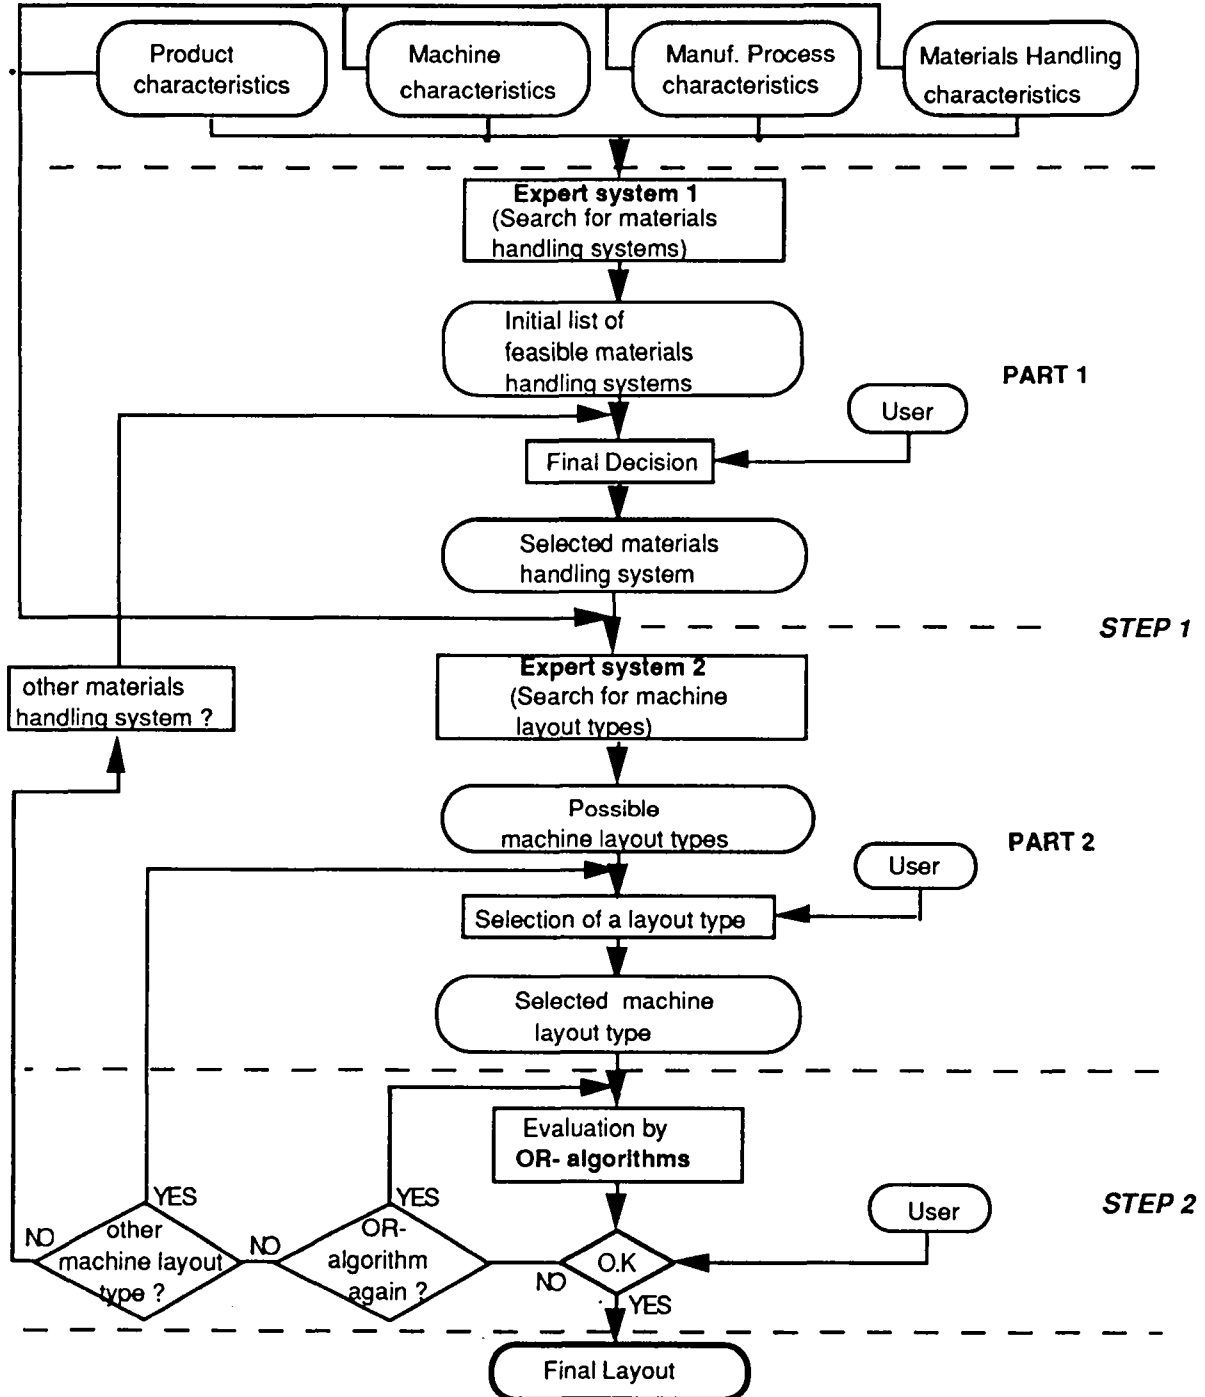 Product
characteristics
Machine
characteristics
Manuf. Process
characteristics
Materials Handling
characteristics
Expert system 1
(Search for materials
handling systems)
Initial list of
feasible materials
handling systems
PART 1
User
Final Decision
Selected materials
handling system
STEP 1
Expert system 2
(Search for machine
layout types)
other materials
handling system ?
Possible
machine layout types
PART 2
User
Selection of a layout type
Selected machine
layout type
Evaluation by
OR- algorithms
STEP 2
User
YES
NO
other
machine layout
type ?
YES
NO
OR-
algorithm
again ?
NO
O.K
YES
Final Layout